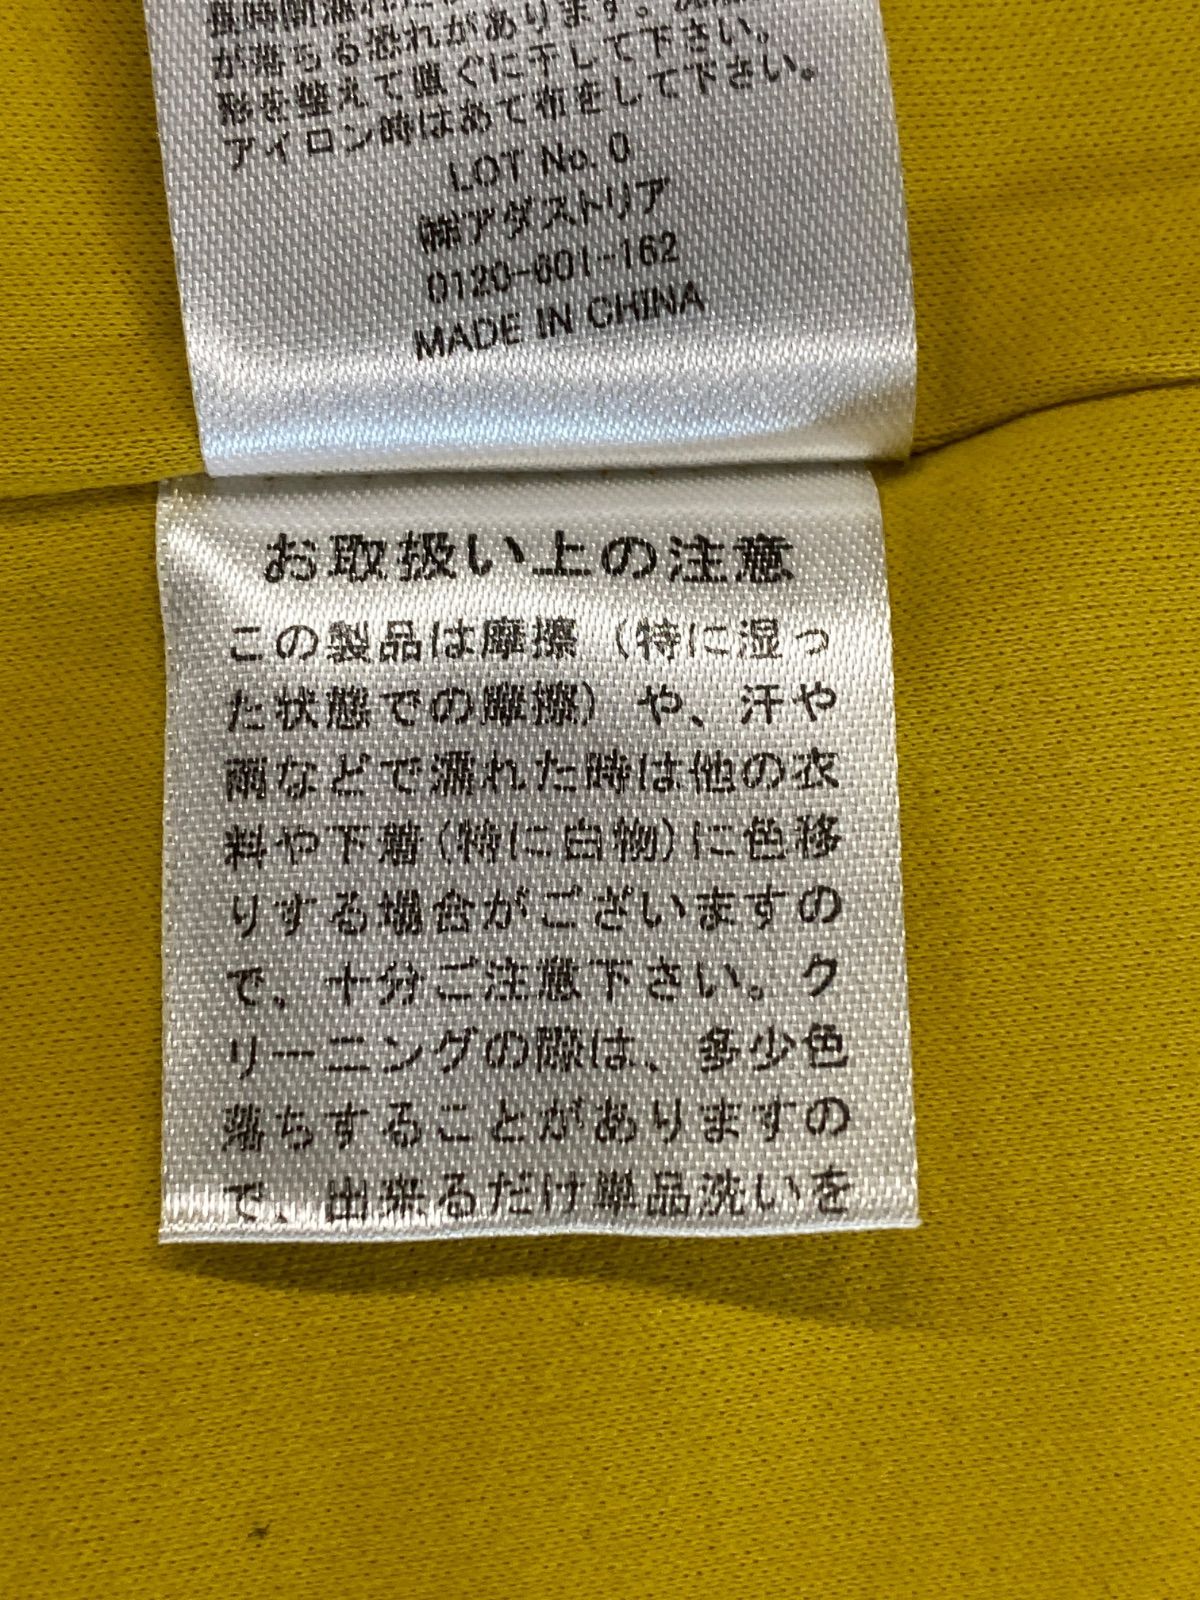 長時間濡れた
が落ちる恐れがあります。
形を整えて直ぐに干して下さい。
アイロン時はあて布をして下さい。
LOT No. 0
㈱アダストリア
0120-601-162
MADE IN CHINA
お取扱い上の注意
この製品は摩擦（特に湿っ
た状態での摩擦）や、汗や
雨などで濡れた時は他の衣
料や下着(特に白物)に色移
りする場合がございますの
で、十分ご注意下さい。ク
リーニングの際は、多少色
落ちすることがありますの
で、出来るだけ単品洗いを